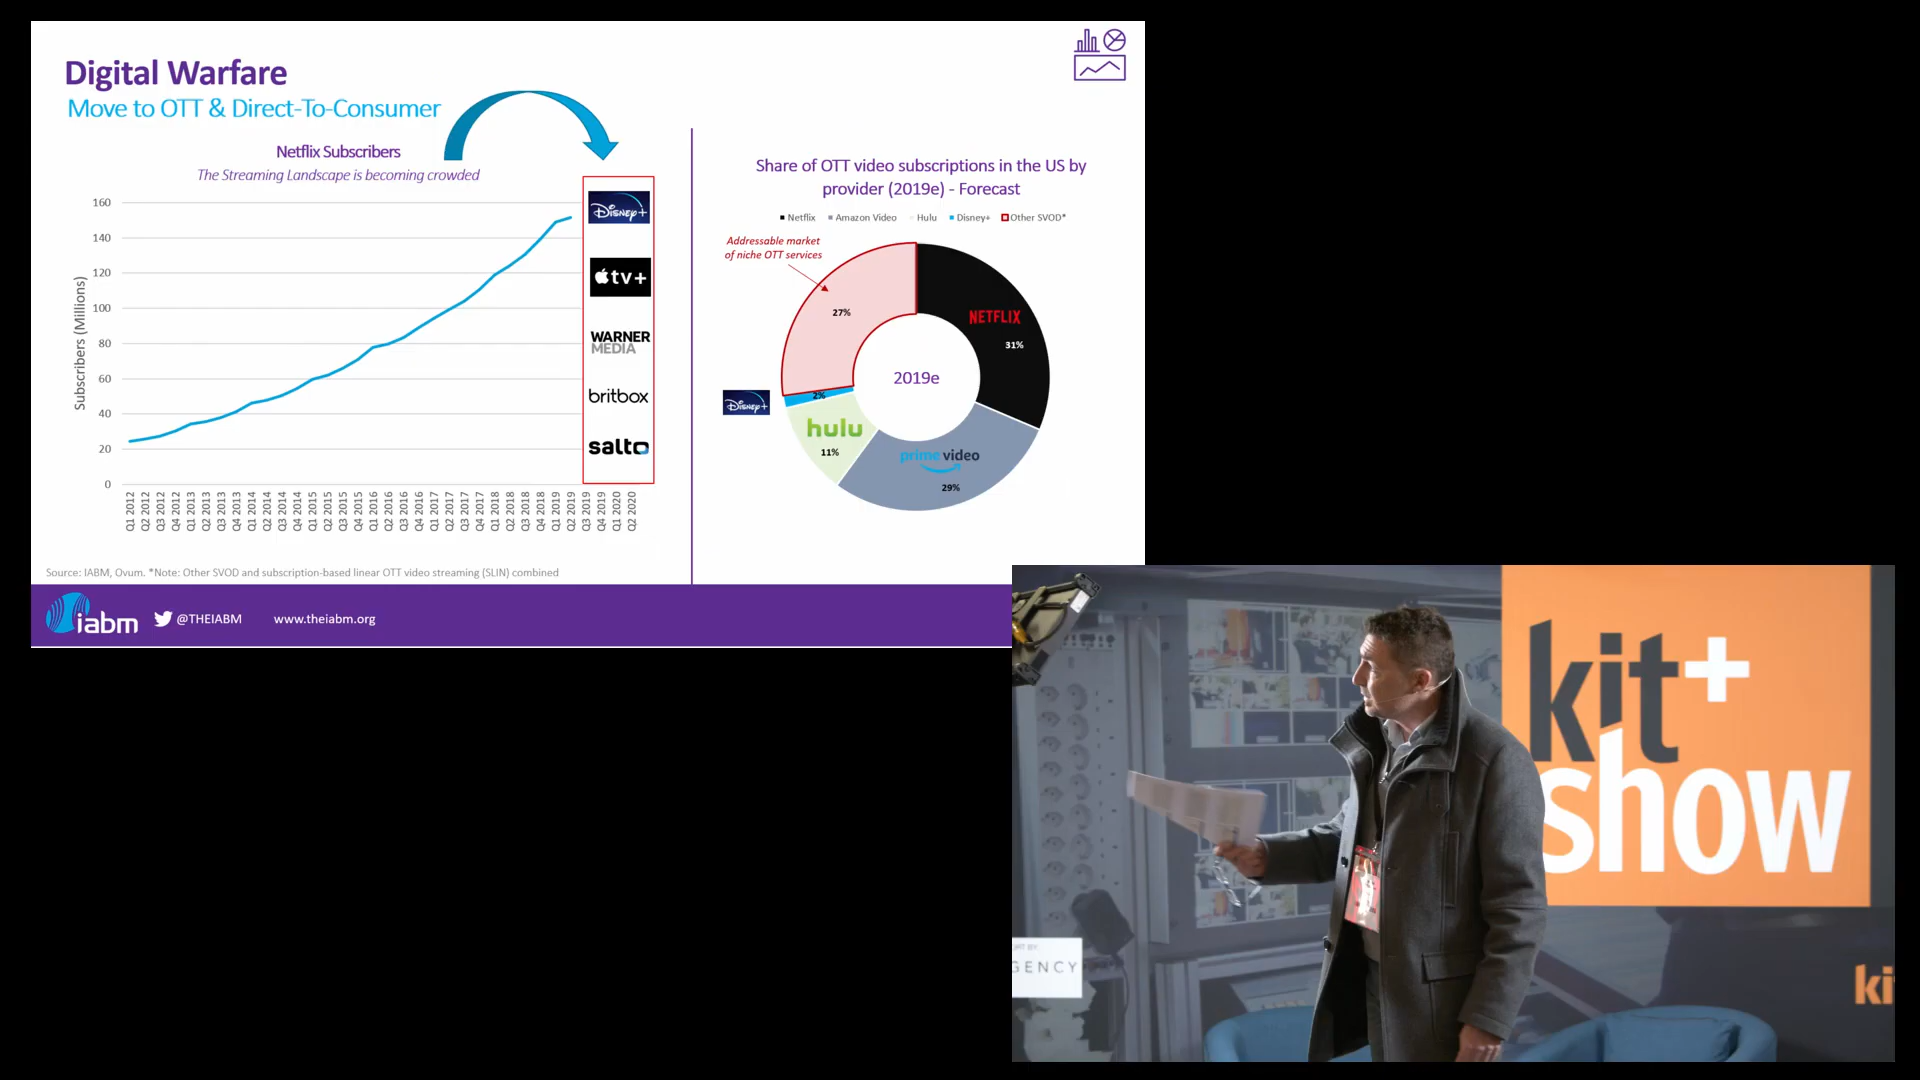 Digital Warfare
Move to OTT & Direct-To-Consumer
Netflix Subscribers
The Streaming Landscape is becoming crowded
160
140
120
100
80
60
40
20
0
Subscribers (Millions)
Q1 2012
Q2 2012
Q3 2012
Q4 2012
Q1 2013
Q2 2013
Q3 2013
Q4 2013
Q1 2014
Q2 2014
Q3 2014
Q4 2014
Q1 2015
Q2 2015
Q3 2015
Q4 2015
Q1 2016
Q2 2016
Q3 2016
Q4 2016
Q1 2017
Q2 2017
Q3 2017
Q4 2017
Q1 2018
Q2 2018
Q3 2018
Q4 2018
Q1 2019
Q2 2019
Q3 2019
Q4 2019
Q1 2020
Q2 2020
Disney+
tv+
WARNER
MEDIA
britbox
salto
Share of OTT video subscriptions in the US by
provider (2019e) - Forecast
Netflix Amazon Video Hulu Disney+ Other SVOD*
Addressable market
of niche OTT services
27%
NETFLIX
31%
2019e
2%
Disney+
hulu
11%
prime video
29%
Source: IABM, Ovum. *Note: Other SVOD and subscription-based linear OTT video streaming (SLIN) combined
iabm
@THEIABM
www.theiabm.org
kit+
show
GENCY
ki